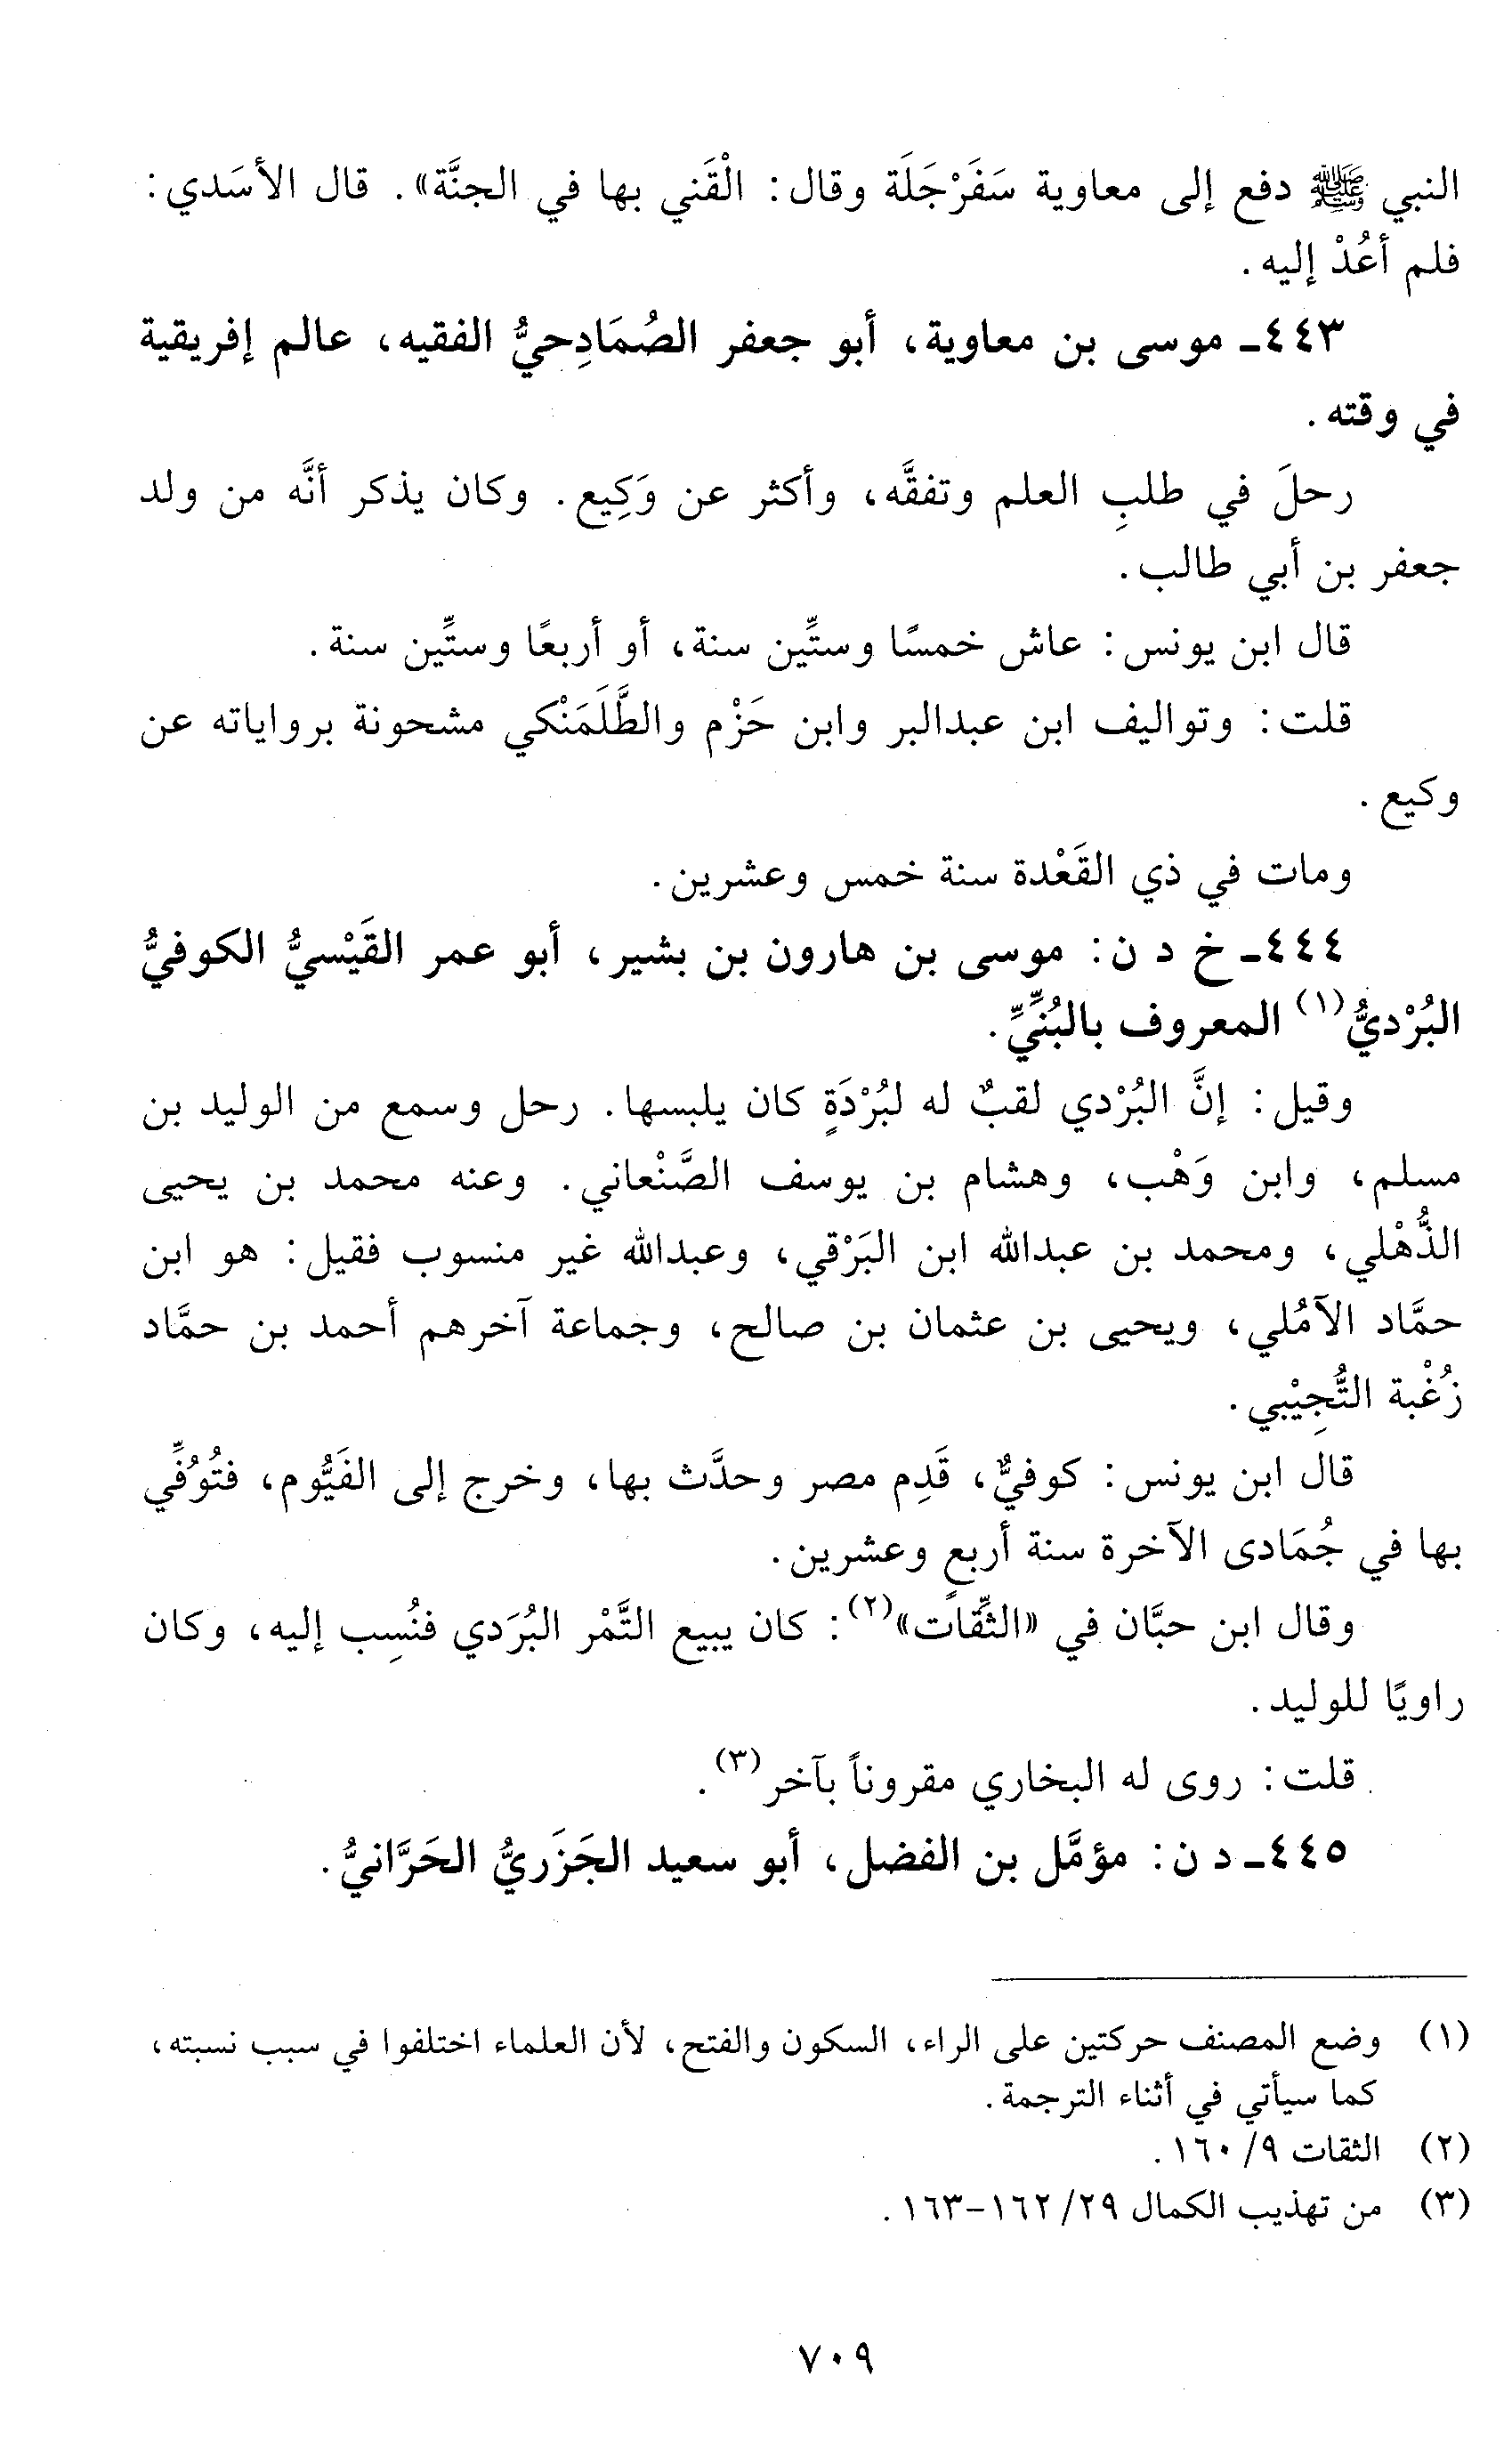 النبي ﷺ دفع إلى معاوية سَفَرْجَلَة وقال: الْقَني بها في الجنَّة». قال الأسَدي:
فلم أعُدْ إليه.
٤٤٣ـ موسى بن معاوية، أبو جعفر الصُمَادِحيُّ الفقيه، عالم إفريقية
في وقته.
رحلَ في طلبِ العلم وتفقَّه، وأكثر عن وَكِيع. وكان يذكر أنَّه من ولد
جعفر بن أبي طالب.
قال ابن يونس: عاش خمسًا وستِّين سنة، أو أربعًا وستِّين سنة.
قلت: وتواليف ابن عبدالبر وابن حَزْم والطَّلَمَنْكي مشحونة برواياته عن
وكيع.
ومات في ذي القَعْدة سنة خمس وعشرين.
٤٤٤ـ خ د ن: موسى بن هارون بن بشير، أبو عمر القَيْسيُّ الكوفيُّ
البُرْديُّ(١) المعروف بالبُنِّيِّ.
وقيل: إنَّ البُرْدي لقبٌ له لبُرْدَةٍ كان يلبسها. رحل وسمع من الوليد بن
مسلم، وابن وَهْب، وهشام بن يوسف الصَّنْعاني. وعنه محمد بن يحيى
الذُّهْلي، ومحمد بن عبدالله ابن البَرْقي، وعبدالله غير منسوب فقيل: هو ابن
حمَّاد الآمُلي، ويحيى بن عثمان بن صالح، وجماعة آخرهم أحمد بن حمَّاد
زُغْبة التُّجِيْبي.
قال ابن يونس: كوفيٌّ، قَدِم مصر وحدَّث بها، وخرج إلى الفَيُّوم، فتُوُفِّي
بها في جُمَادى الآخرة سنة أربع وعشرين.
وقال ابن حبَّان في «الثِّقات»(٢): كان يبيع التَّمْر البُرَدي فنُسِب إليه، وكان
راويًا للوليد.
قلت: روى له البخاري مقروناً بآخر(٣).
٤٤٥ـ د ن: مؤمَّل بن الفضل، أبو سعيد الجَزَريُّ الحَرَّانيُّ.
(١) وضع المصنف حركتين على الراء، السكون والفتح، لأن العلماء اختلفوا في سبب نسبته،
كما سيأتي في أثناء الترجمة.
(٢) الثقات ٩/ ١٦٠.
(٣) من تهذيب الكمال ٢٩/ ١٦٢-١٦٣.
٧٠٩